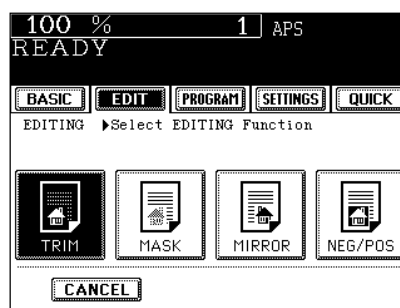 100 % 1 APS
READY
BASIC EDIT PROGRAM SETTINGS QUICK
EDITING ▶Select EDITING Function
TRIM MASK MIRROR NEG/POS
CANCEL